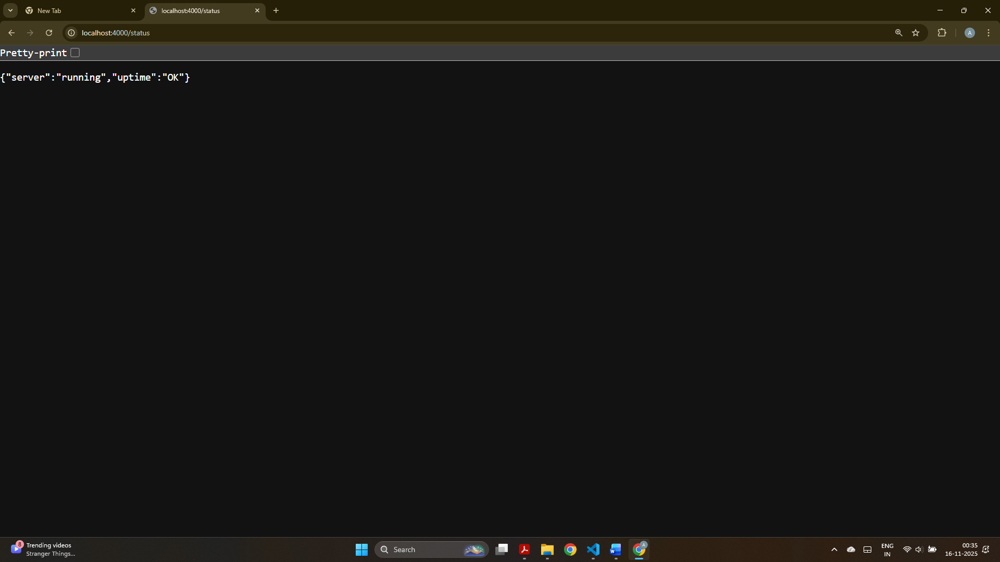 New Tab
localhost:4000/status
localhost:4000/status
A
Pretty-print
{"server":"running","uptime":"OK"}
8
Trending videos
Stranger Things...
Search
W
A
ENG
IN
00:35
16-11-2025